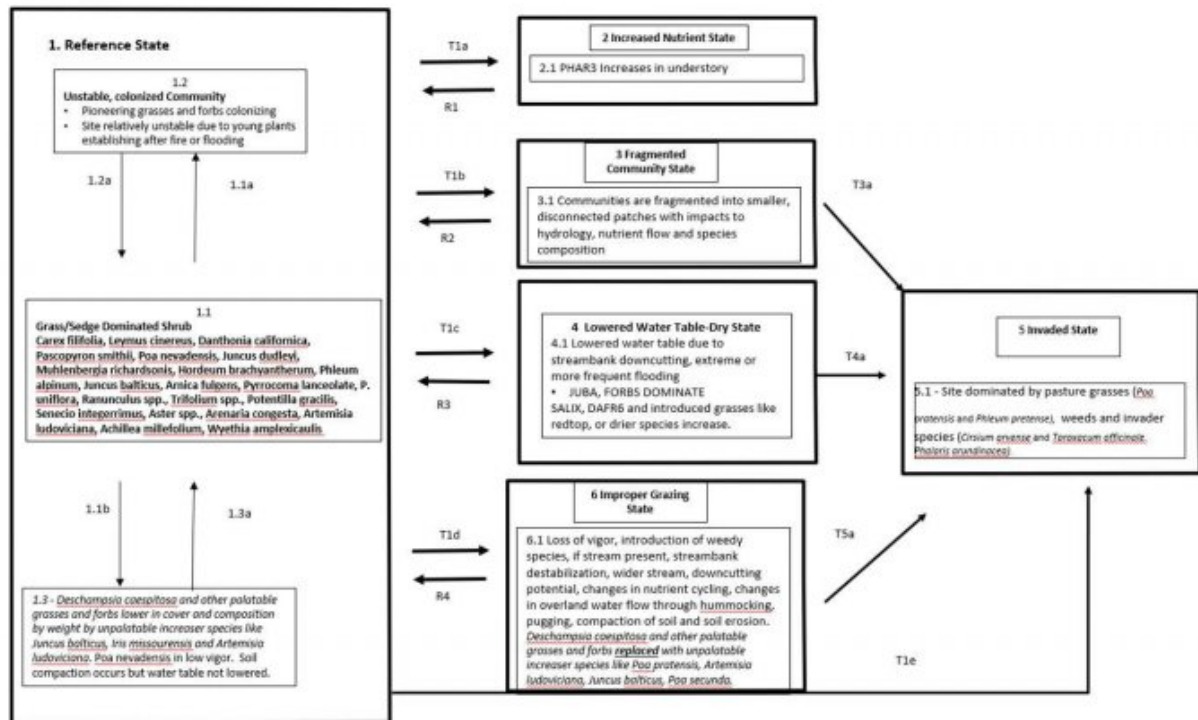 1. Reference State
1.2
Unstable, colonized Community
• Pioneering grasses and forbs colonizing
• Site relatively unstable due to young plants
establishing after fire or flooding
1.2a
1.1a
1.1
Grass/Sedge Dominated Shrub
Carex filifolia, Leymus cinereus, Danthonia californica,
Pascopyron smithii, Poa nevadensis, Juncus dudleyi,
Muhlenbergia richardsonis, Hordeum brachyantherum, Phleum
alpinum, Juncus balticus, Arnica fulgens, Pyrrocoma lanceolate, P.
uniflora, Ranunculus spp., Trifolium spp., Potentilla gracilis,
Senecio integerrimus, Aster spp., Arenaria congesta, Artemisia
ludoviciana, Achillea millefolium, Wyethia amplexicaulis
1.1b
1.3a
1.3 - Deschampsia caespitosa and other palatable
grasses and forbs lower in cover and composition
by weight by unpalatable increaser species like
Juncus balticus, Iris missourensis and Artemisia
ludoviciana. Poa nevadensis in low vigor. Soil
compaction occurs but water table not lowered.
T1a
R1
T1b
R2
T1c
R3
T1d
R4
2 Increased Nutrient State
2.1 PHAR3 Increases in understory
3 Fragmented
Community State
3.1 Communities are fragmented into smaller,
disconnected patches with impacts to
hydrology, nutrient flow and species
composition
4 Lowered Water Table-Dry State
4.1 Lowered water table due to
streambank downcutting, extreme or
more frequent flooding
• JUBA, FORBS DOMINATE
SALIX, DAFR6 and introduced grasses like
redtop, or drier species increase.
6 Improper Grazing
State
6.1 Loss of vigor, introduction of weedy
species, if stream present, streambank
destabilization, wider stream, downcutting
potential, changes in nutrient cycling, changes
in overland water flow through hummocking,
pugging, compaction of soil and soil erosion.
Deschampsia caespitosa and other palatable
grasses and forbs replaced with unpalatable
increaser species like Poa pratensis, Artemisia
ludoviciana, Juncus balticus, Poa secunda.
T3a
T4a
T5a
T1e
5 Invaded State
5.1 - Site dominated by pasture grasses (Poa
pratensis and Phleum pretense), weeds and invader
species (Cirsium arvense and Taraxacum officinale,
Phalaris arundinacea)